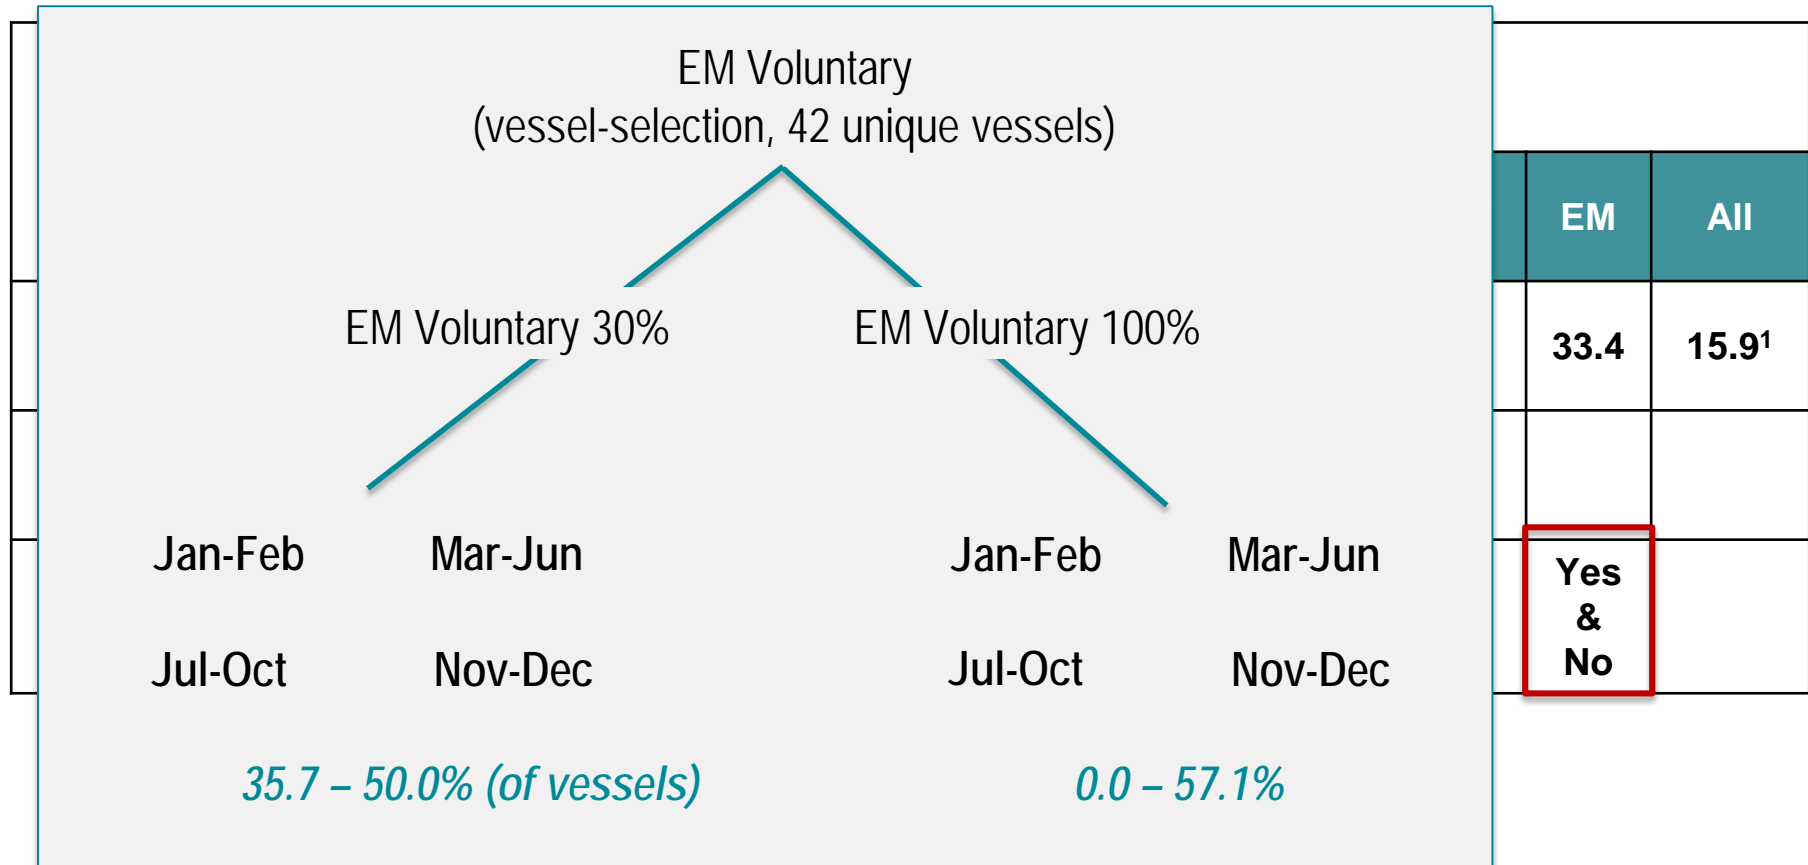 EM Voluntary
(vessel-selection, 42 unique vessels)
EM All
EM Voluntary 30% EM Voluntary 100%
33.4 15.9¹
Jan-Feb Mar-Jun Jan-Feb Mar-Jun
Jul-Oct Nov-Dec Jul-Oct Nov-Dec
Yes
&
No
35.7 – 50.0% (of vessels) 0.0 – 57.1%